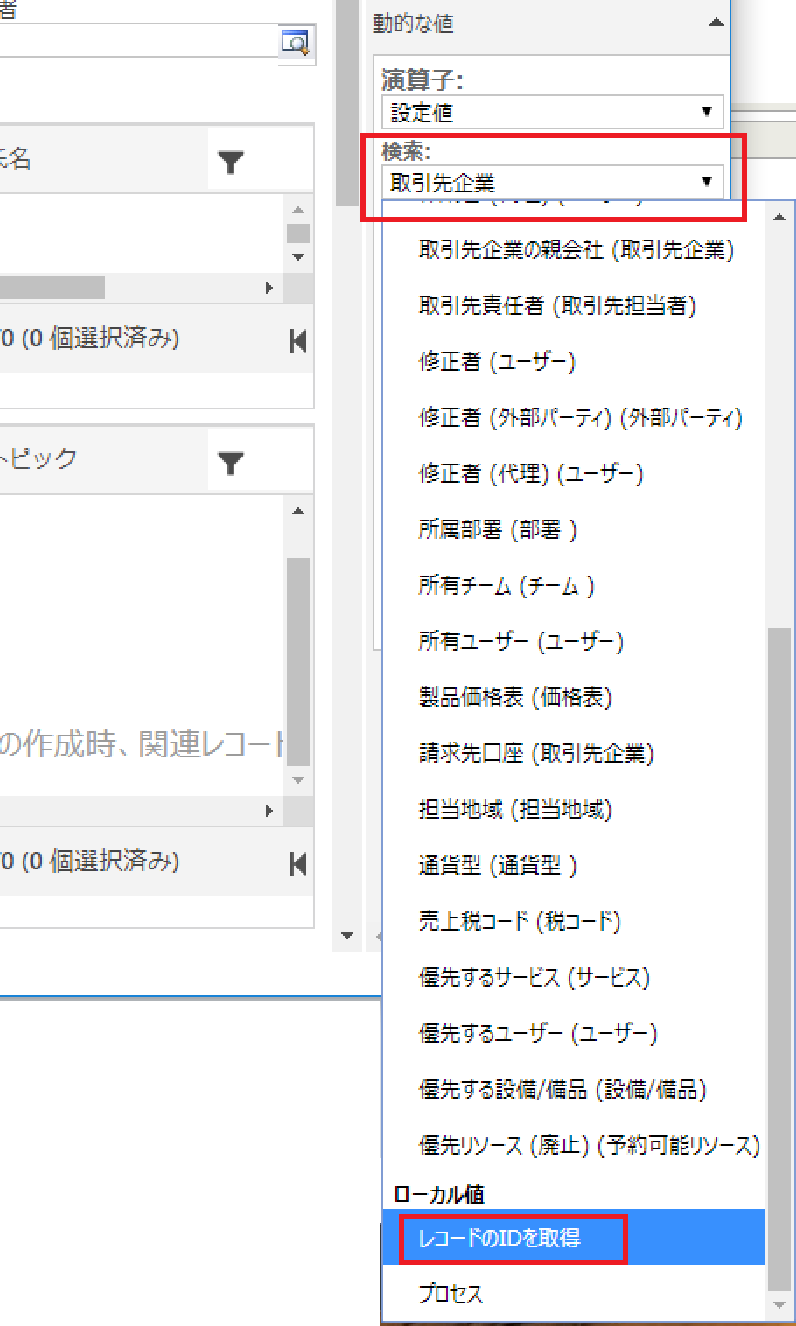 者
動的な値
演算子:
設定値
検索:
取引先企業
名
取引先企業の親会社 (取引先企業)
取引先責任者 (取引先担当者)
修正者 (ユーザー)
修正者 (外部パーティ) (外部パーティ)
修正者 (代理) (ユーザー)
所属部署 (部署 )
所有チーム (チーム )
所有ユーザー (ユーザー)
製品価格表 (価格表)
請求先口座 (取引先企業)
担当地域 (担当地域)
通貨型 (通貨型 )
売上税コード (税コード)
優先するサービス (サービス)
優先するユーザー (ユーザー)
優先する設備/備品 (設備/備品)
優先リソース (廃止) (予約可能リソース)
ローカル値
レコードのIDを取得
プロセス
0 (0 個選択済み)
トピック
の作成時、関連レコード
0 (0 個選択済み)